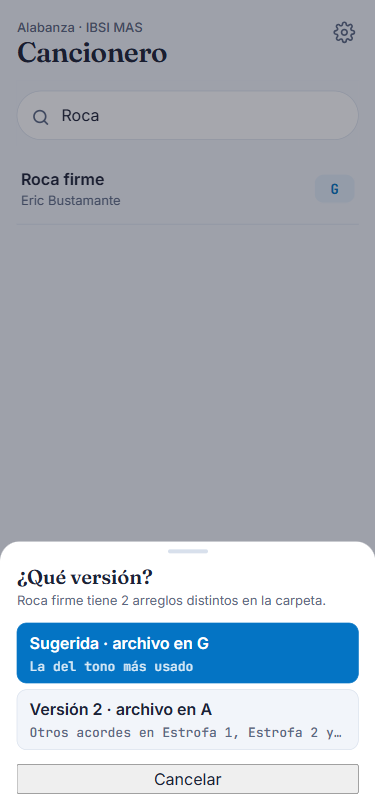 Alabanza · IBSI MAS
Cancionero
Roca
Roca firme
G
Eric Bustamante
¿Qué versión?
Roca firme tiene 2 arreglos distintos en la carpeta.
Sugerida · archivo en G
La del tono más usado
Versión 2 · archivo en A
Otros acordes en Estrofa 1, Estrofa 2 y…
Cancelar